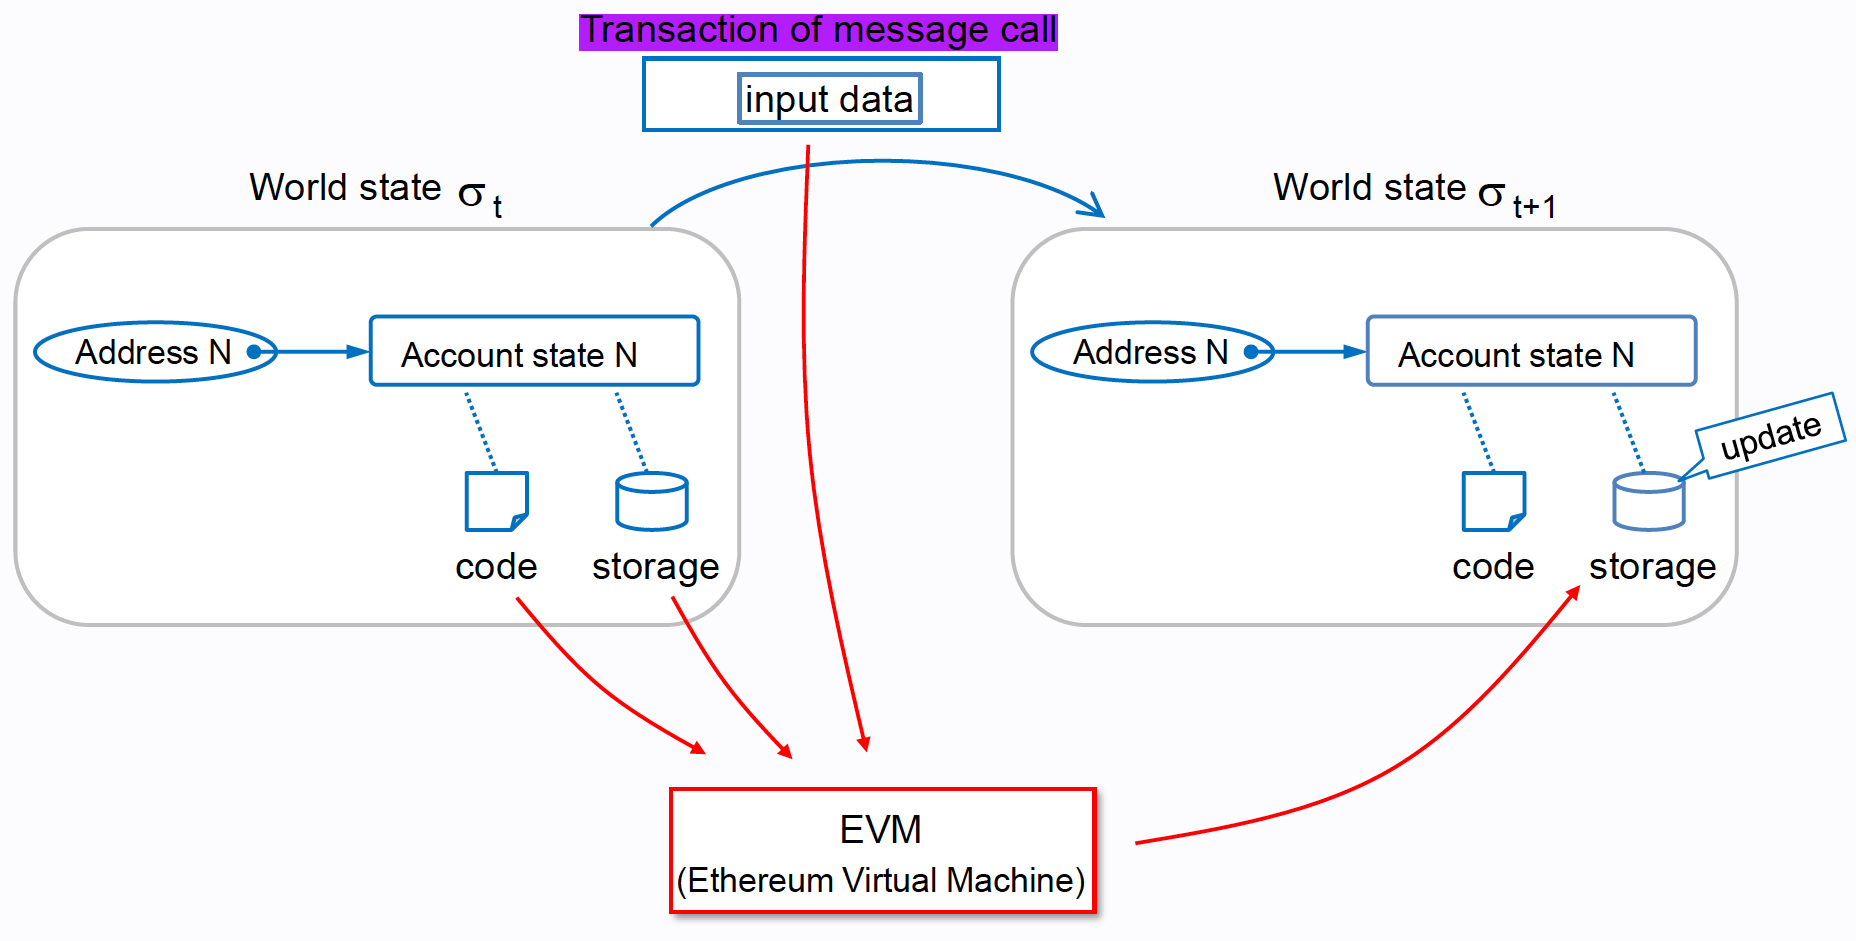 Transaction of message call
input data
World state σ t
World state σ t+1
Address N
Account state N
Address N
Account state N
update
code
storage
code
storage
EVM
(Ethereum Virtual Machine)